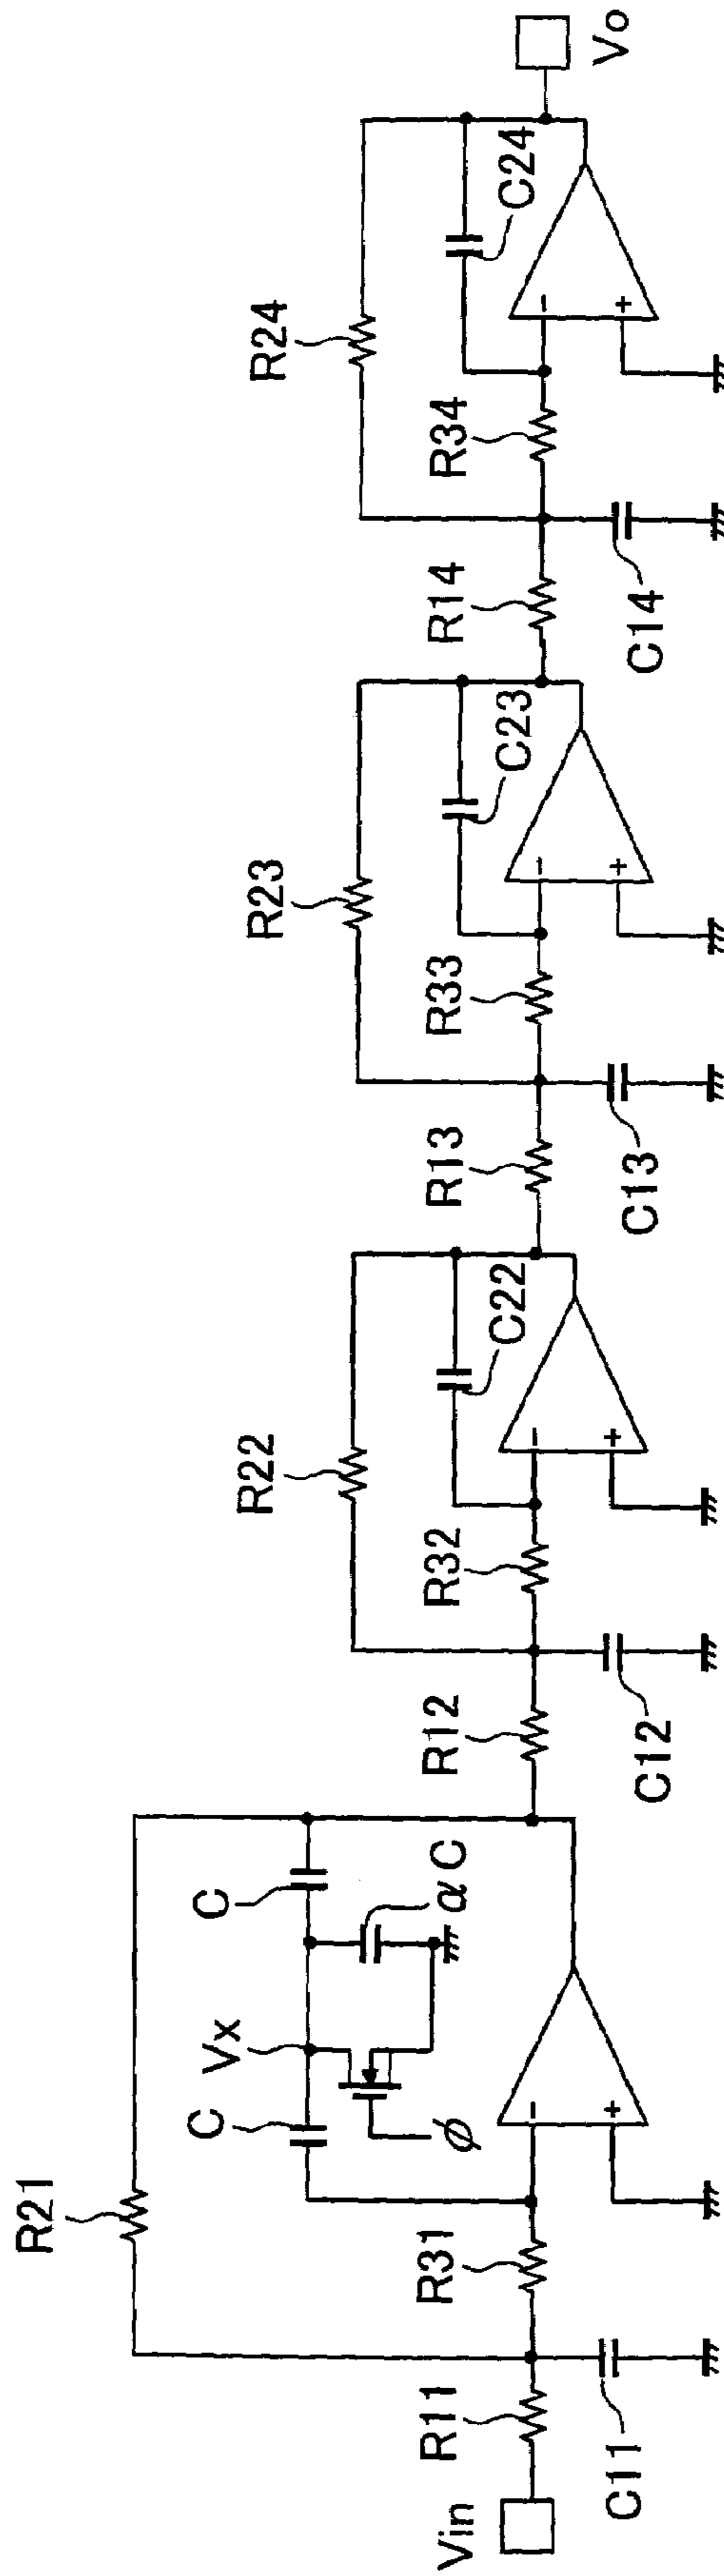 Vin
R11
C11
R21
R31
C
Vx
φ
C
αC
－
+
R12
C12
R22
R32
C22
－
+
R13
C13
R23
R33
C23
－
+
R14
C14
R24
R34
C24
－
+
Vo